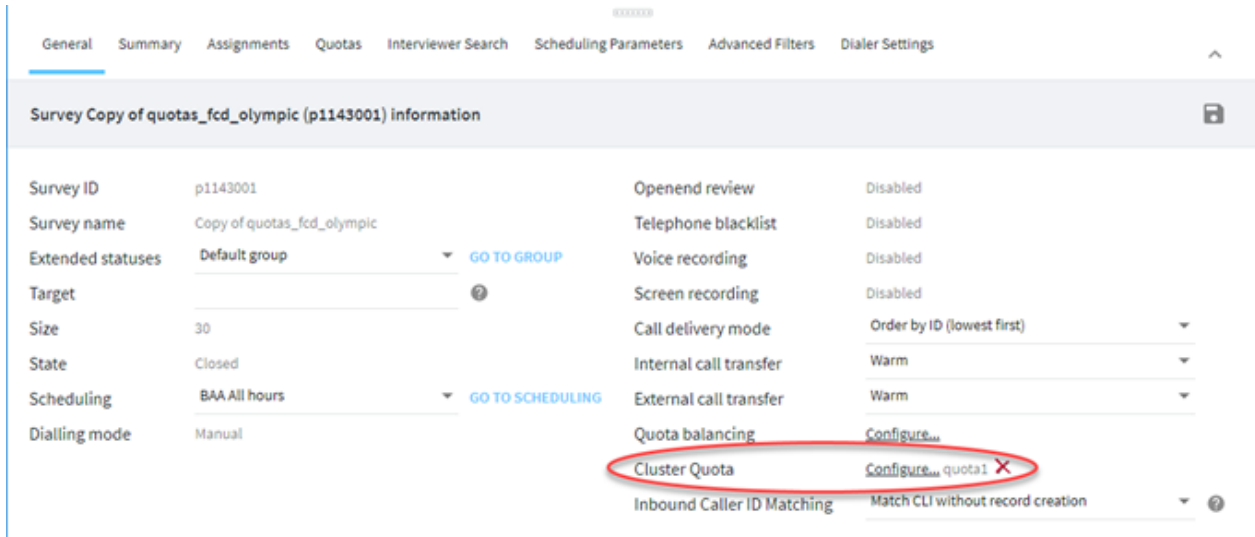 General Summary Assignments Quotas Interviewer Search Scheduling Parameters Advanced Filters Dialer Settings
Survey Copy of quotas_fcd_olympic (p1143001) information
Survey ID p1143001
Survey name Copy of quotas_fcd_olympic
Extended statuses Default group GO TO GROUP
Target
Size 30
State Closed
Scheduling BAA All hours GO TO SCHEDULING
Dialling mode Manual
Openend review Disabled
Telephone blacklist Disabled
Voice recording Disabled
Screen recording Disabled
Call delivery mode Order by ID (lowest first)
Internal call transfer Warm
External call transfer Warm
Quota balancing Configure...
Cluster Quota Configure... quota1
Inbound Caller ID Matching Match CLI without record creation